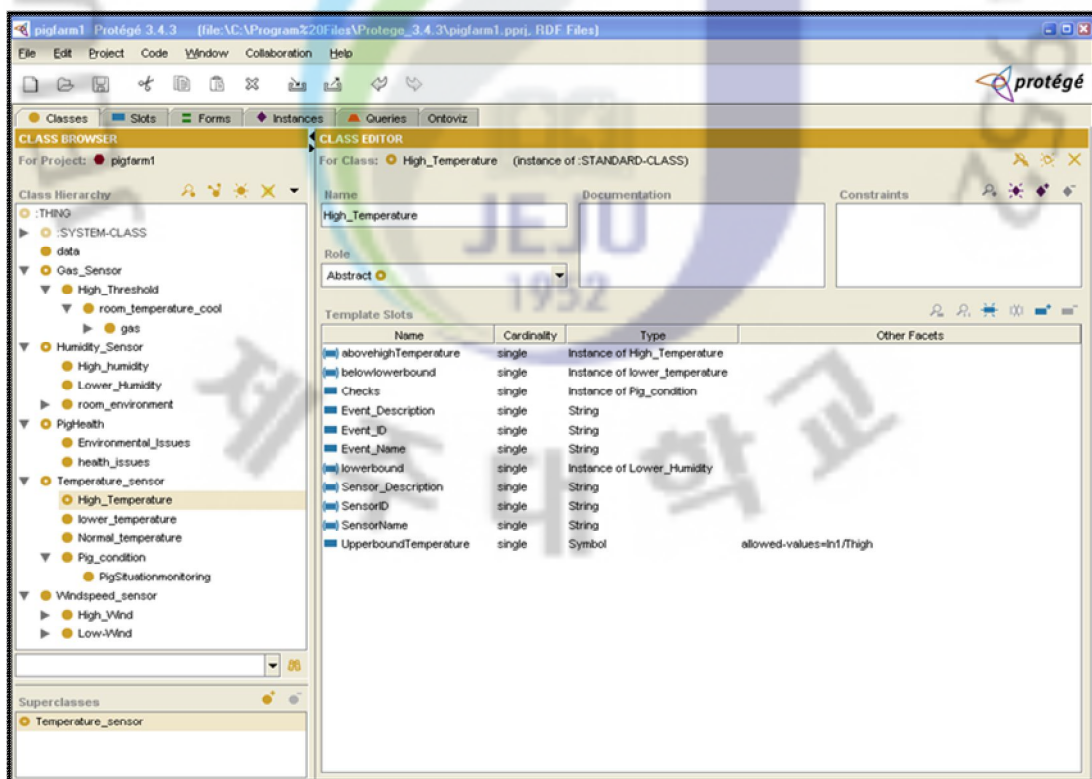 pigfarm1 Protégé 3.4.3 (file:\C:\Program%20Files\Protege_3.4.3\pigfarm1.pprj, RDF Files)
File Edit Project Code Window Collaboration Help
protégé
Classes Slots Forms Instances Queries Ontoviz
CLASS BROWSER
For Project: pigfarm1
Class Hierarchy
:THING
:SYSTEM-CLASS
data
Gas_Sensor
High_Threshold
room_temperature_cool
gas
Humidity_Sensor
High_humidity
Lower_Humidity
room_environment
PigHealth
Environmental_Issues
health_issues
Temperature_sensor
High_Temperature
lower_temperature
Normal_temperature
Pig_condition
PigSituationmonitoring
Windspeed_sensor
High_Wind
Low-Wind
Superclasses
Temperature_sensor
CLASS EDITOR
For Class: High_Temperature (instance of :STANDARD-CLASS)
Name Documentation Constraints
High_Temperature
Role
Abstract
Template Slots
Name Cardinality Type Other Facets
abovehighTemperature single Instance of High_Temperature
belowlowerbound single Instance of lower_temperature
Checks single Instance of Pig_condition
Event_Description single String
Event_ID single String
Event_Name single String
lowerbound single Instance of Lower_Humidity
Sensor_Description single String
SensorID single String
SensorName single String
UpperboundTemperature single Symbol allowed-values=In1/Thigh
JEJU
1952
제주대학교